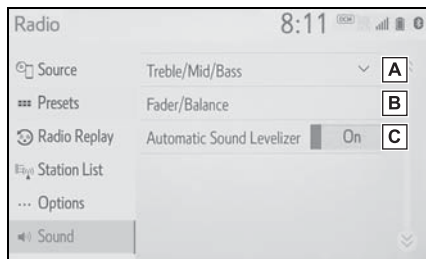 Radio 8:11 DCM
Source
Treble/Mid/Bass A
Presets
Fader/Balance B
Radio Replay
Automatic Sound Levelizer On C
Station List
Options
Sound